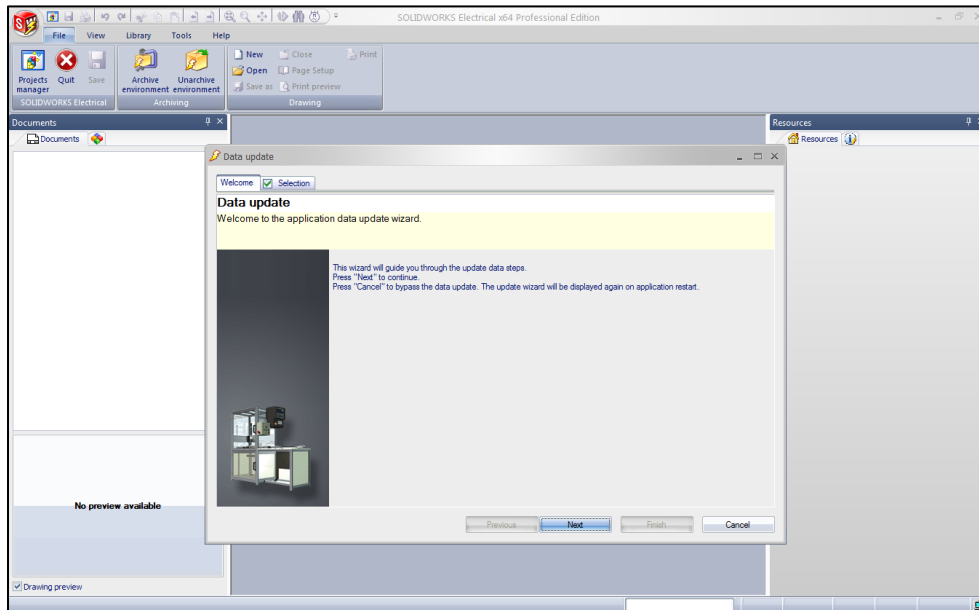 SOLIDWORKS Electrical x64 Professional Edition
File View Library Tools Help
New Close Print
Open Page Setup
Save as Print preview
Projects manager Quit Save Archive environment Unarchive environment
SOLIDWORKS Electrical Archiving Drawing
Documents
Resources
Documents
Resources
Data update
Welcome Selection
Data update
Welcome to the application data update wizard.
This wizard will guide you through the update data steps.
Press "Next" to continue.
Press "Cancel" to bypass the data update. The update wizard will be displayed again on application restart.
No preview available
Previous Next Finish Cancel
Drawing preview